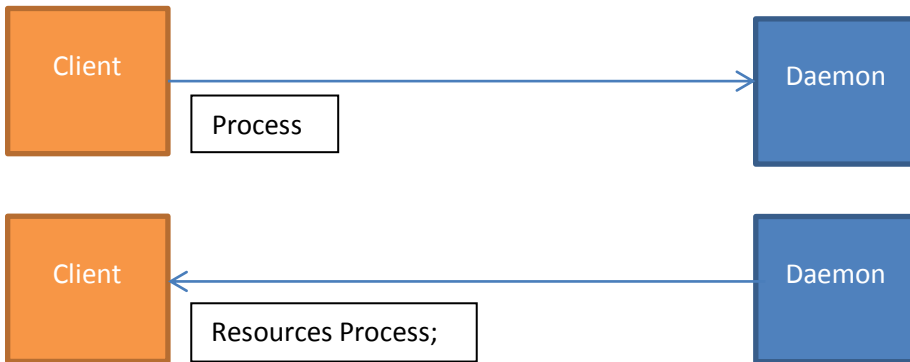 Client
Daemon
Process
Client
Daemon
Resources Process;